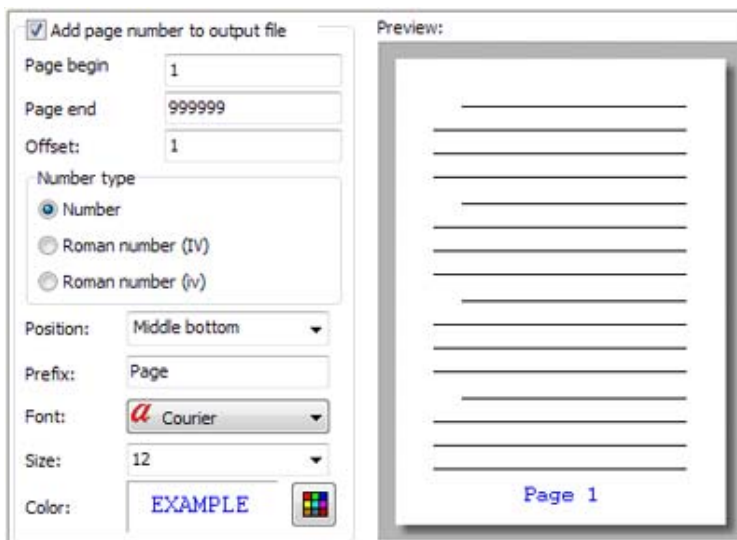 Add page number to output file
Preview:
Page begin 1
Page end 999999
Offset: 1
Number type
Number
Roman number (IV)
Roman number (iv)
Position: Middle bottom
Prefix: Page
Font: a Courier
Size: 12
Color: EXAMPLE
Page 1